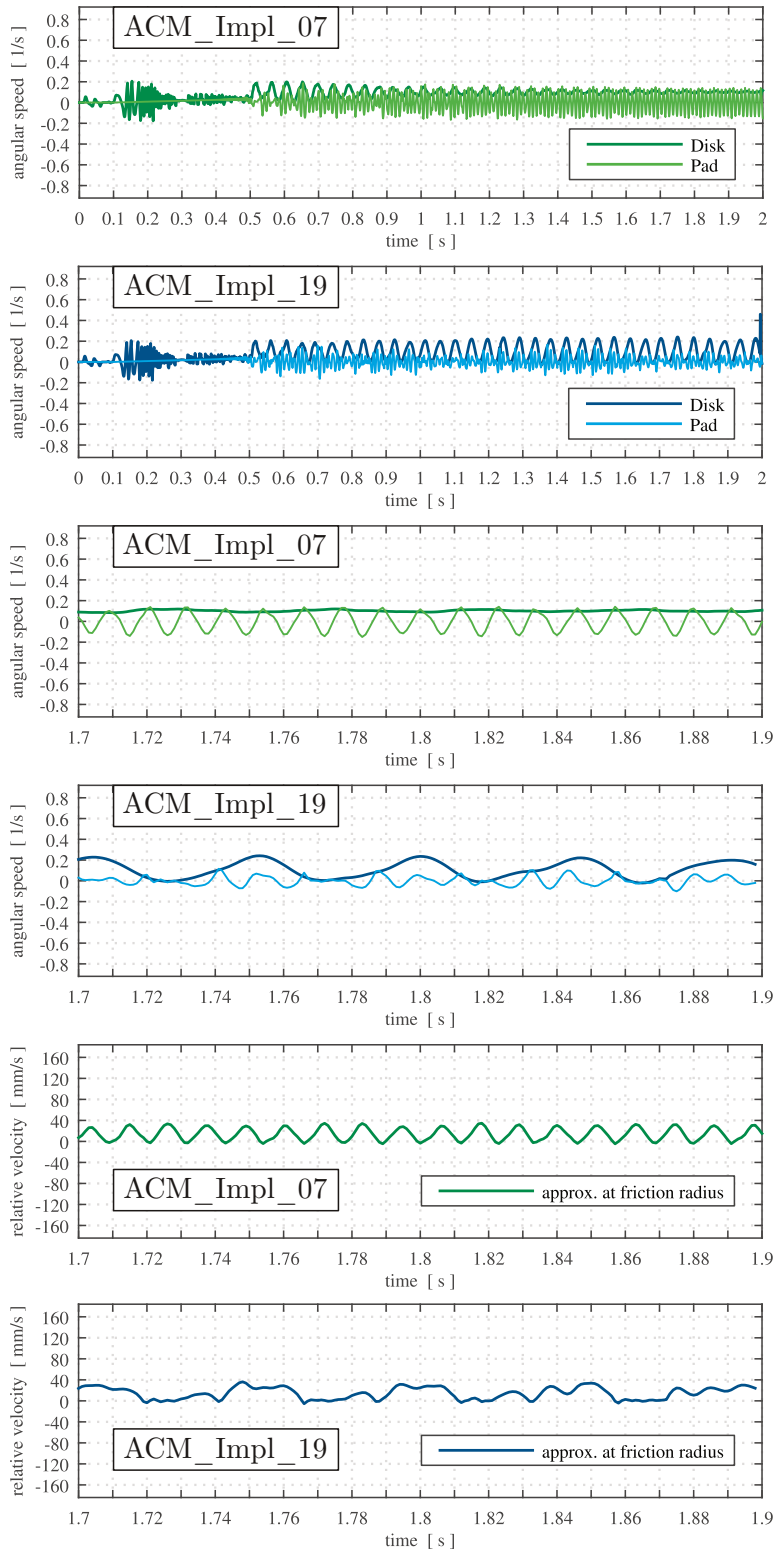 ACM_Impl_07
angular speed [ 1/s ]
0.8
0.6
0.4
0.2
0
-0.2
-0.4
-0.6
-0.8
Disk
Pad
0 0.1 0.2 0.3 0.4 0.5 0.6 0.7 0.8 0.9 1 1.1 1.2 1.3 1.4 1.5 1.6 1.7 1.8 1.9 2
time [ s ]
ACM_Impl_19
angular speed [ 1/s ]
0.8
0.6
0.4
0.2
0
-0.2
-0.4
-0.6
-0.8
Disk
Pad
0 0.1 0.2 0.3 0.4 0.5 0.6 0.7 0.8 0.9 1 1.1 1.2 1.3 1.4 1.5 1.6 1.7 1.8 1.9 2
time [ s ]
ACM_Impl_07
angular speed [ 1/s ]
0.8
0.6
0.4
0.2
0
-0.2
-0.4
-0.6
-0.8
1.7 1.72 1.74 1.76 1.78 1.8 1.82 1.84 1.86 1.88 1.9
time [ s ]
ACM_Impl_19
angular speed [ 1/s ]
0.8
0.6
0.4
0.2
0
-0.2
-0.4
-0.6
-0.8
1.7 1.72 1.74 1.76 1.78 1.8 1.82 1.84 1.86 1.88 1.9
time [ s ]
relative velocity [ mm/s ]
160
120
80
40
0
-40
-80
-120
-160
ACM_Impl_07
approx. at friction radius
1.7 1.72 1.74 1.76 1.78 1.8 1.82 1.84 1.86 1.88 1.9
time [ s ]
relative velocity [ mm/s ]
160
120
80
40
0
-40
-80
-120
-160
ACM_Impl_19
approx. at friction radius
1.7 1.72 1.74 1.76 1.78 1.8 1.82 1.84 1.86 1.88 1.9
time [ s ]